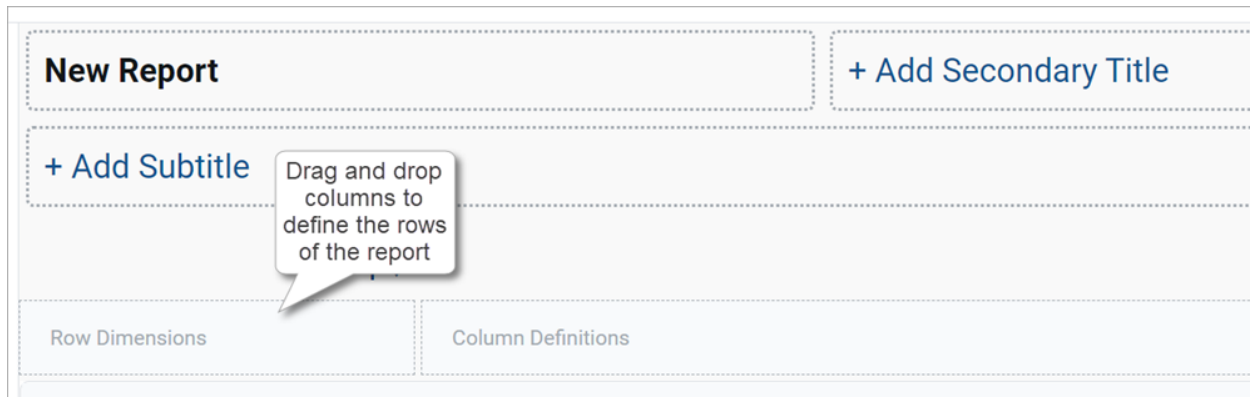 New Report
+ Add Secondary Title
+ Add Subtitle
Drag and drop
columns to
define the rows
of the report
Row Dimensions
Column Definitions